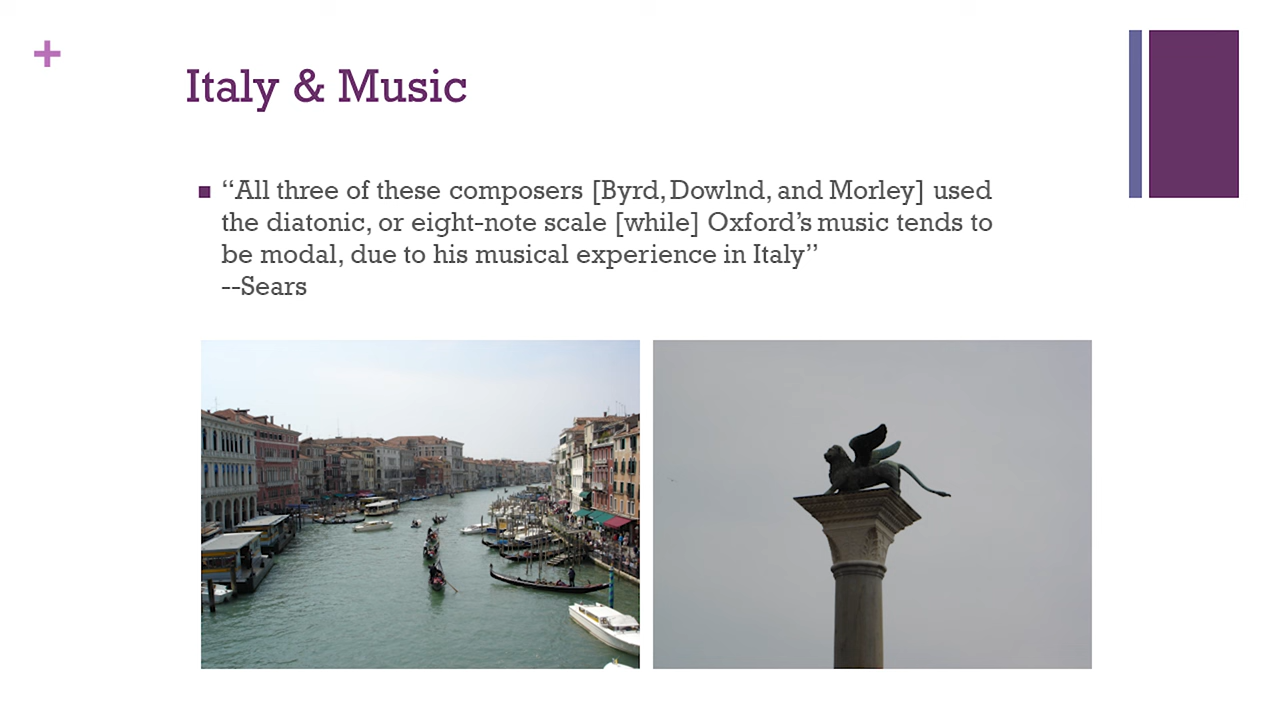 Italy & Music
“All three of these composers [Byrd, Dowlnd, and Morley] used
the diatonic, or eight-note scale [while] Oxford’s music tends to
be modal, due to his musical experience in Italy”
--Sears